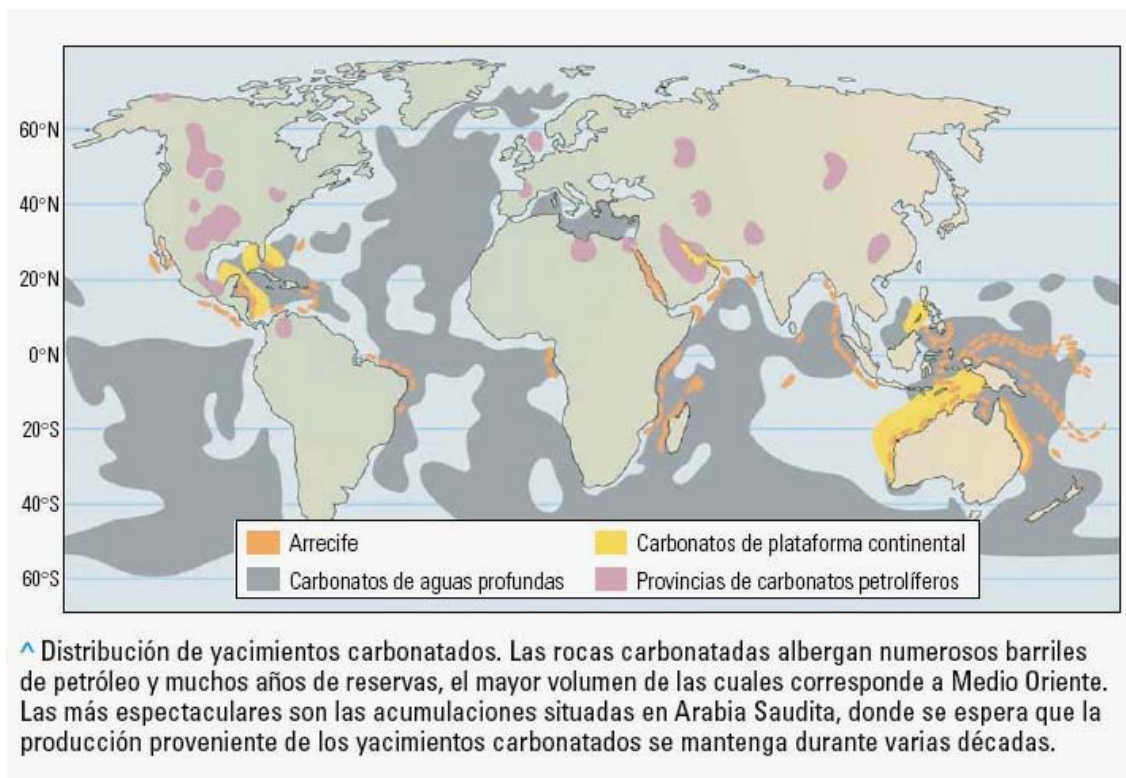 60°N
40°N
20°N
0°N
20°S
40°S
60°S
Arrecife
Carbonatos de plataforma continental
Carbonatos de aguas profundas
Provincias de carbonatos petrolíferos
^ Distribución de yacimientos carbonatados. Las rocas carbonatadas albergan numerosos barriles
de petróleo y muchos años de reservas, el mayor volumen de las cuales corresponde a Medio Oriente.
Las más espectaculares son las acumulaciones situadas en Arabia Saudita, donde se espera que la
producción proveniente de los yacimientos carbonatados se mantenga durante varias décadas.